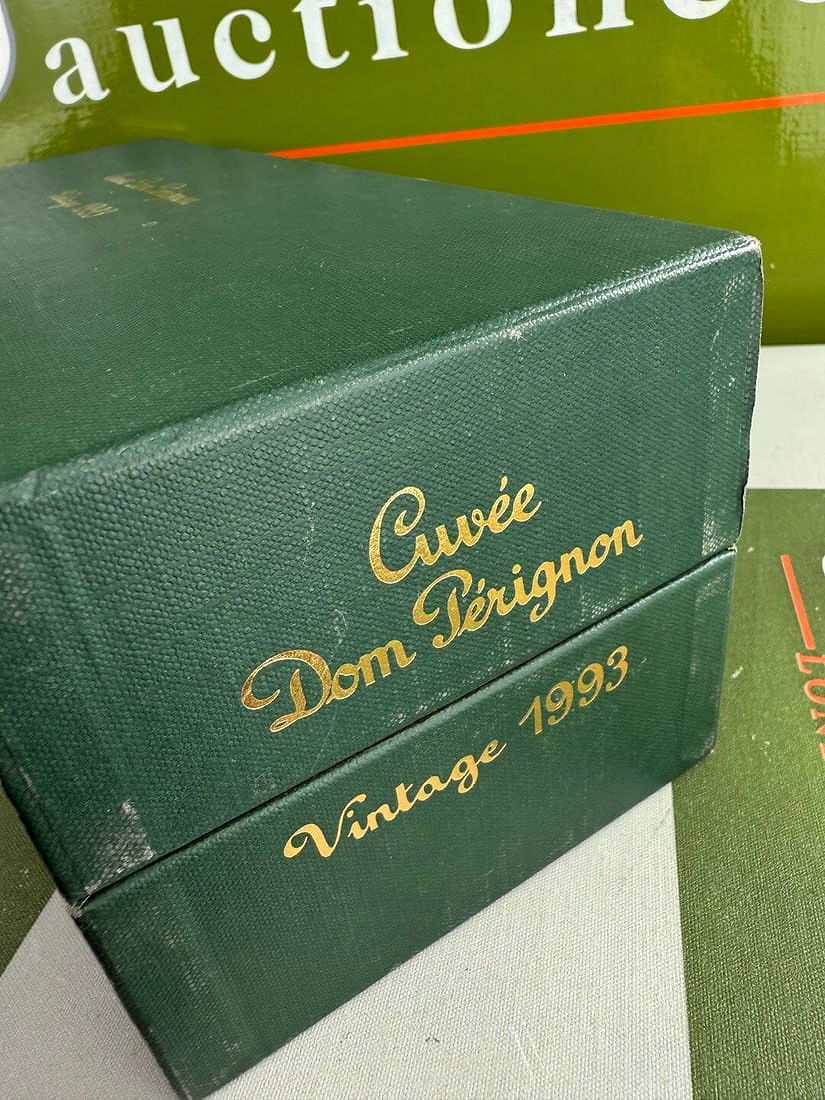 auctione
Cuvée
Dom Pérignon
Vintage 1993